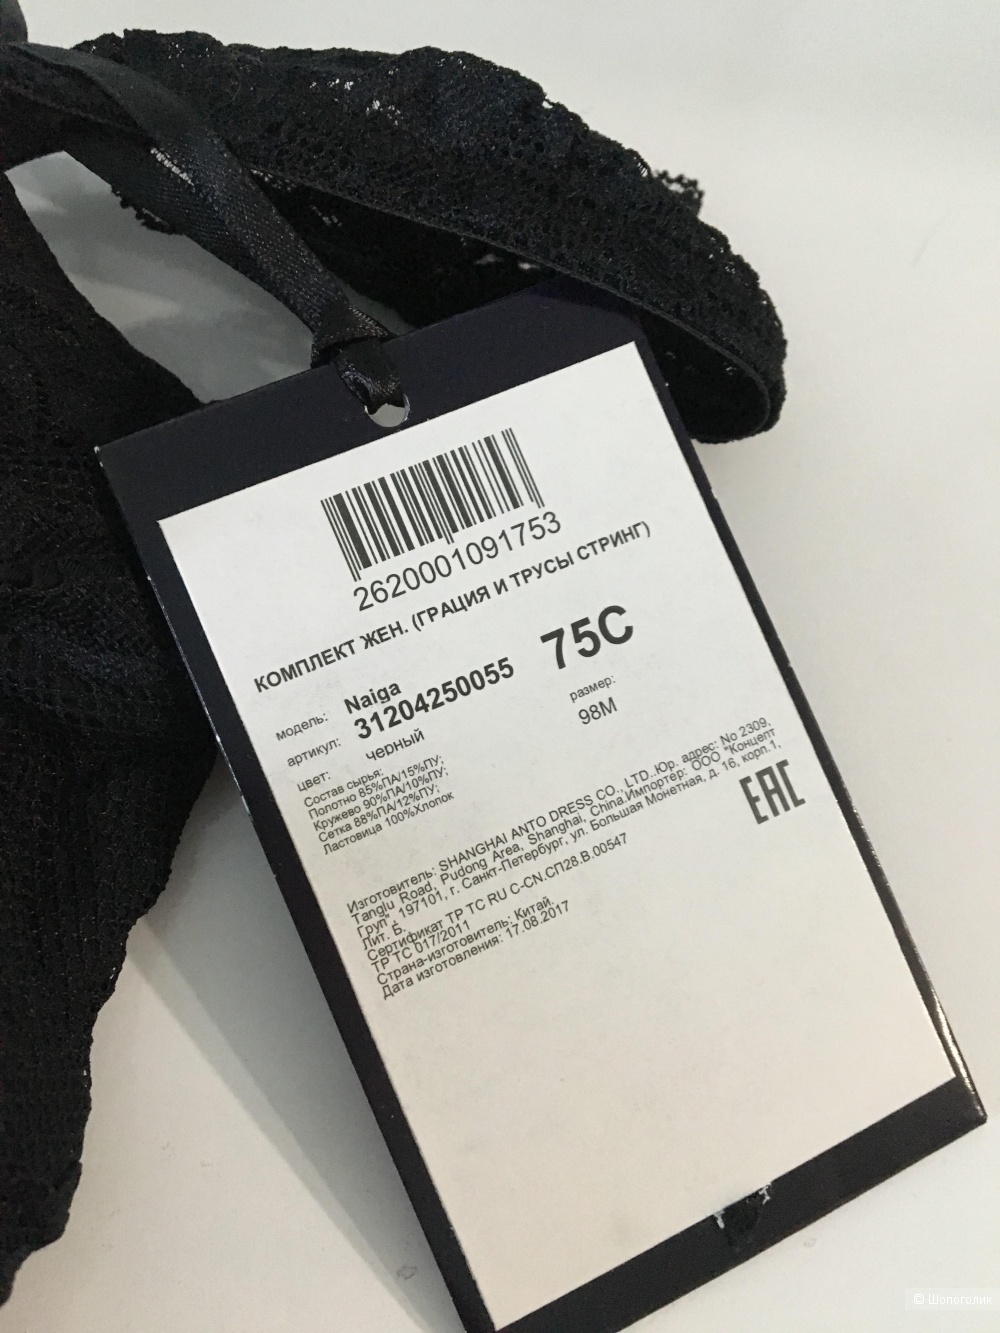 2620001091753
КОМПЛЕКТ ЖЕН. (ГРАЦИЯ И ТРУСЫ СТРИНГ)
модель: Naiga
артикул: 31204250055 75C
цвет: черный размер: 98M
Состав сырья:
Полотно 85%ПА/15%ПУ;
Кружево 90%ПА/10%ПУ;
Сетка 88%ПА/12%ПУ;
Ластовица 100%Хлопок
Изготовитель: SHANGHAI ANTO DRESS CO., LTD..Юр. адрес: No 2309,
Tanglu Road, Pudong Area, Shanghai, China.Импортер: ООО "Концепт
Груп", 197101, г. Санкт-Петербург, ул. Большая Монетная, д. 16, корп.1,
Лит. Б.
Сертификат ТР ТС RU C-CN.СП28.В.00547
ТР ТС 017/2011
Страна-изготовитель: Китай.
Дата изготовления: 17.08.2017
EAC
© Шопоголик